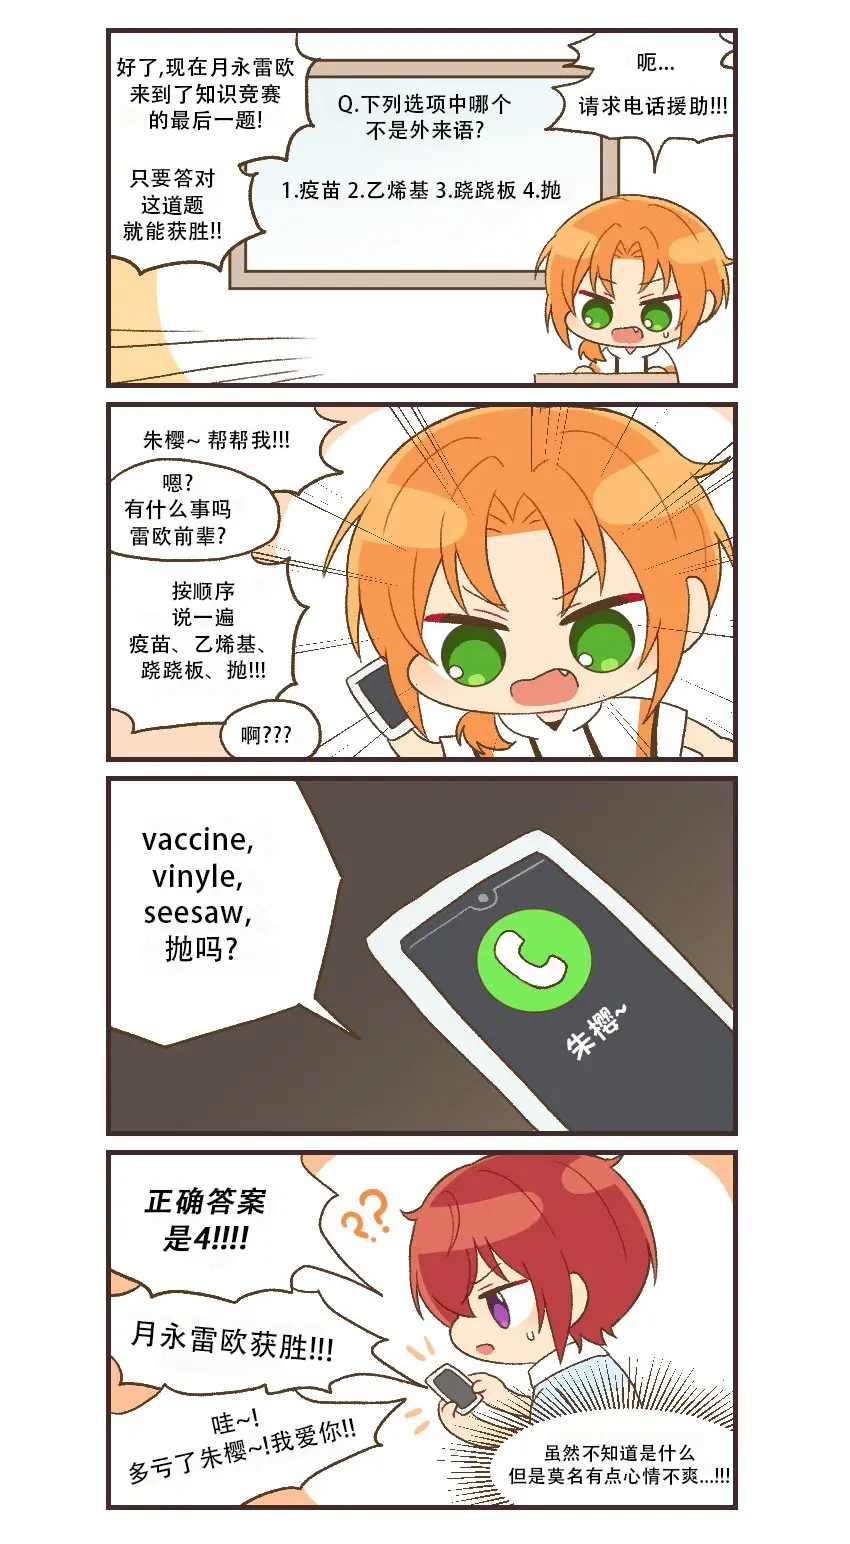 好了,现在月永雷欧
来到了知识竞赛
的最后一题!
只要答对
这道题
就能获胜!!
Q.下列选项中哪个
不是外来语?
1.疫苗 2.乙烯基 3.跷跷板 4.抛
呃...
请求电话援助!!!
朱樱~ 帮帮我!!!
嗯?
有什么事吗
雷欧前辈?
按顺序
说一遍
疫苗、乙烯基、
跷跷板、抛!!!
啊???
vaccine,
vinyle,
seesaw,
抛吗?
朱樱~
正确答案
是4!!!!
??
月永雷欧获胜!!!
哇~!
多亏了朱樱~!我爱你!!
虽然不知道是什么
但是莫名有点心情不爽...!!!